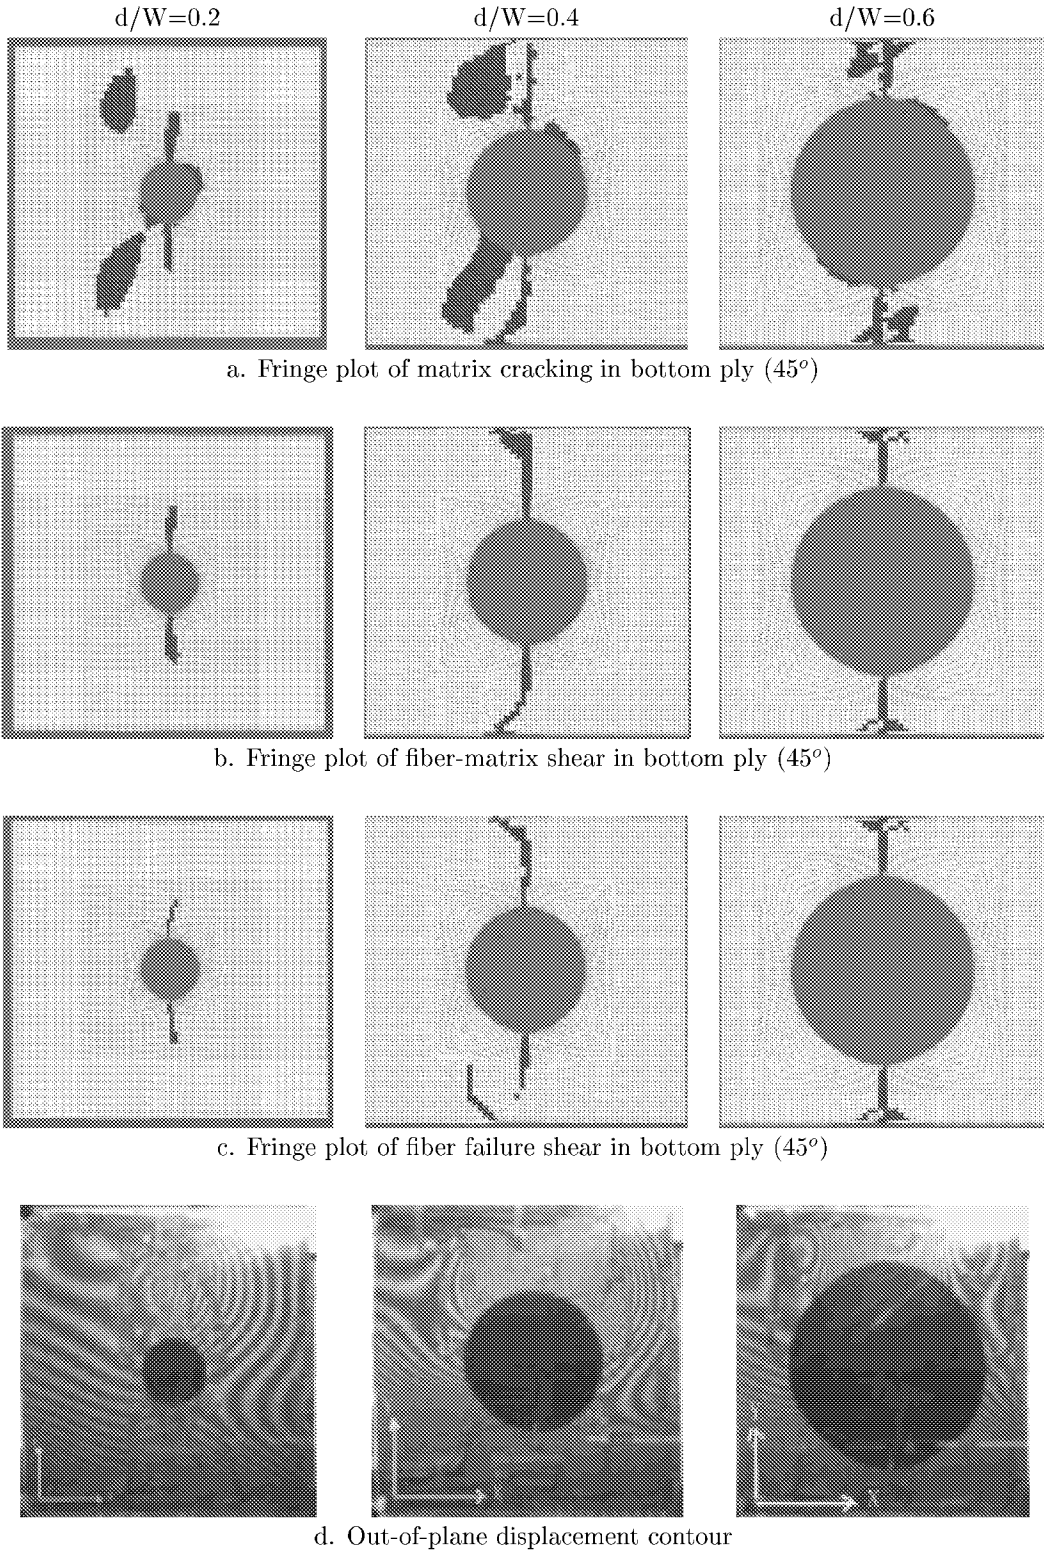 d/W=0.2
d/W=0.4
d/W=0.6
a. Fringe plot of matrix cracking in bottom ply (45°)
b. Fringe plot of fiber-matrix shear in bottom ply (45°)
c. Fringe plot of fiber failure shear in bottom ply (45°)
X
d. Out-of-plane displacement contour